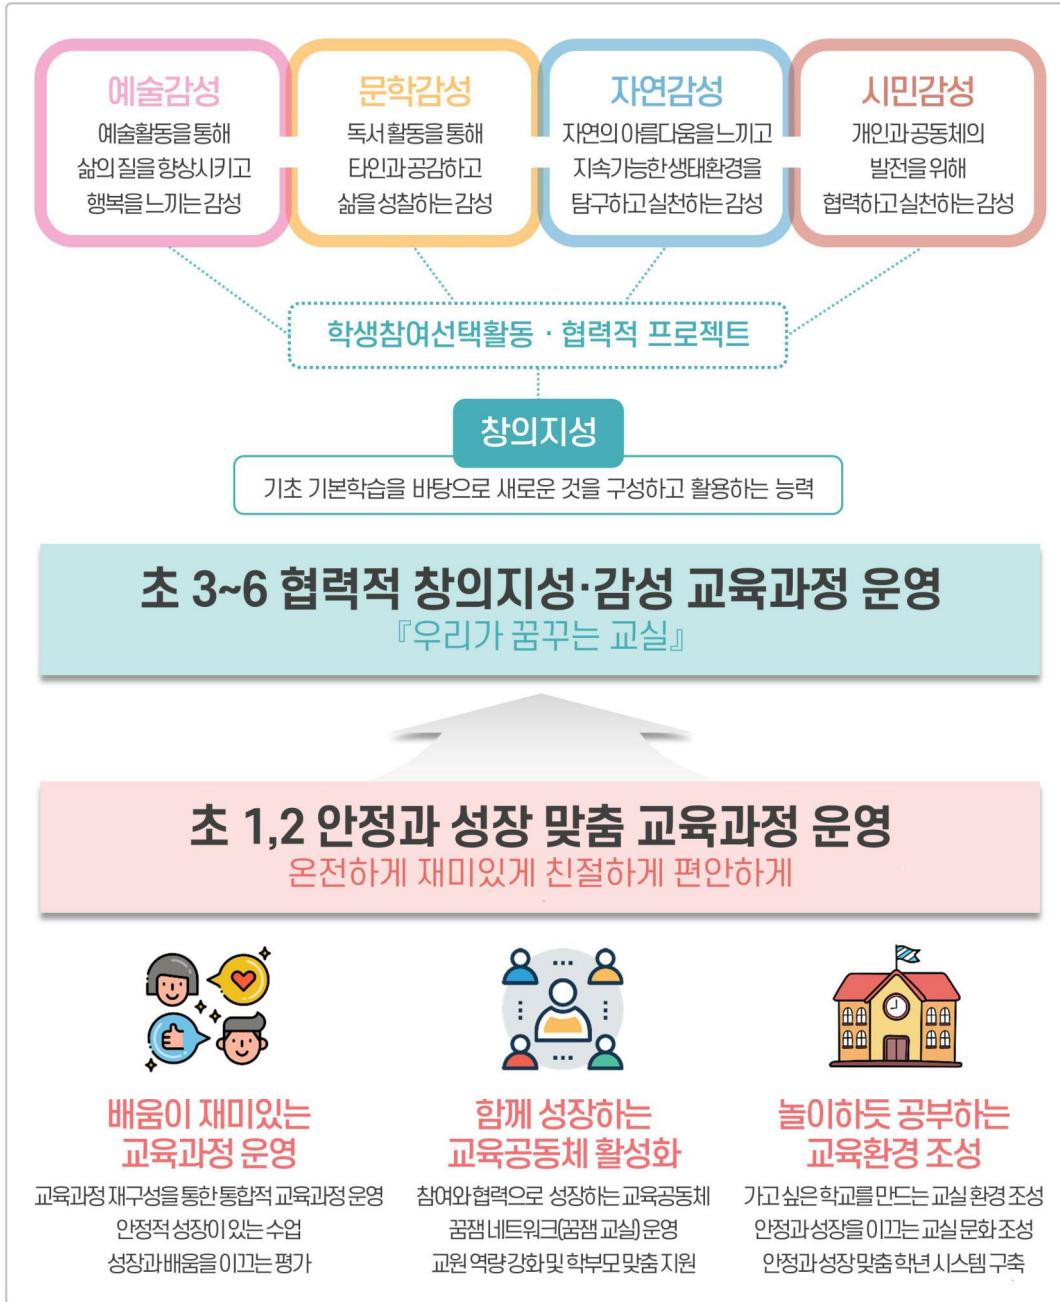 예술감성
예술활동을 통해
삶의 질을 향상시키고
행복을 느끼는 감성
문학감성
독서 활동을 통해
타인과 공감하고
삶을 성찰하는 감성
자연감성
자연의 아름다움을 느끼고
지속가능한 생태환경을
탐구하고 실천하는 감성
시민감성
개인과 공동체의
발전을 위해
협력하고 실천하는 감성
학생참여선택활동 · 협력적 프로젝트
창의지성
기초 기본학습을 바탕으로 새로운 것을 구성하고 활용하는 능력
초 3~6 협력적 창의지성·감성 교육과정 운영
『우리가 꿈꾸는 교실』
초 1,2 안정과 성장 맞춤 교육과정 운영
온전하게 재미있게 친절하게 편안하게
배움이 재미있는
교육과정 운영
교육과정 재구성을 통한 통합적 교육과정 운영
안정적 성장이 있는 수업
성장과 배움을 이끄는 평가
함께 성장하는
교육공동체 활성화
참여와 협력으로 성장하는 교육공동체
꿈잼 네트워크(꿈잼 교실) 운영
교원 역량 강화 및 학부모 맞춤 지원
놀이하듯 공부하는
교육환경 조성
가고 싶은 학교를 만드는 교실 환경 조성
안정과 성장을 이끄는 교실 문화 조성
안정과 성장 맞춤 학년 시스템 구축